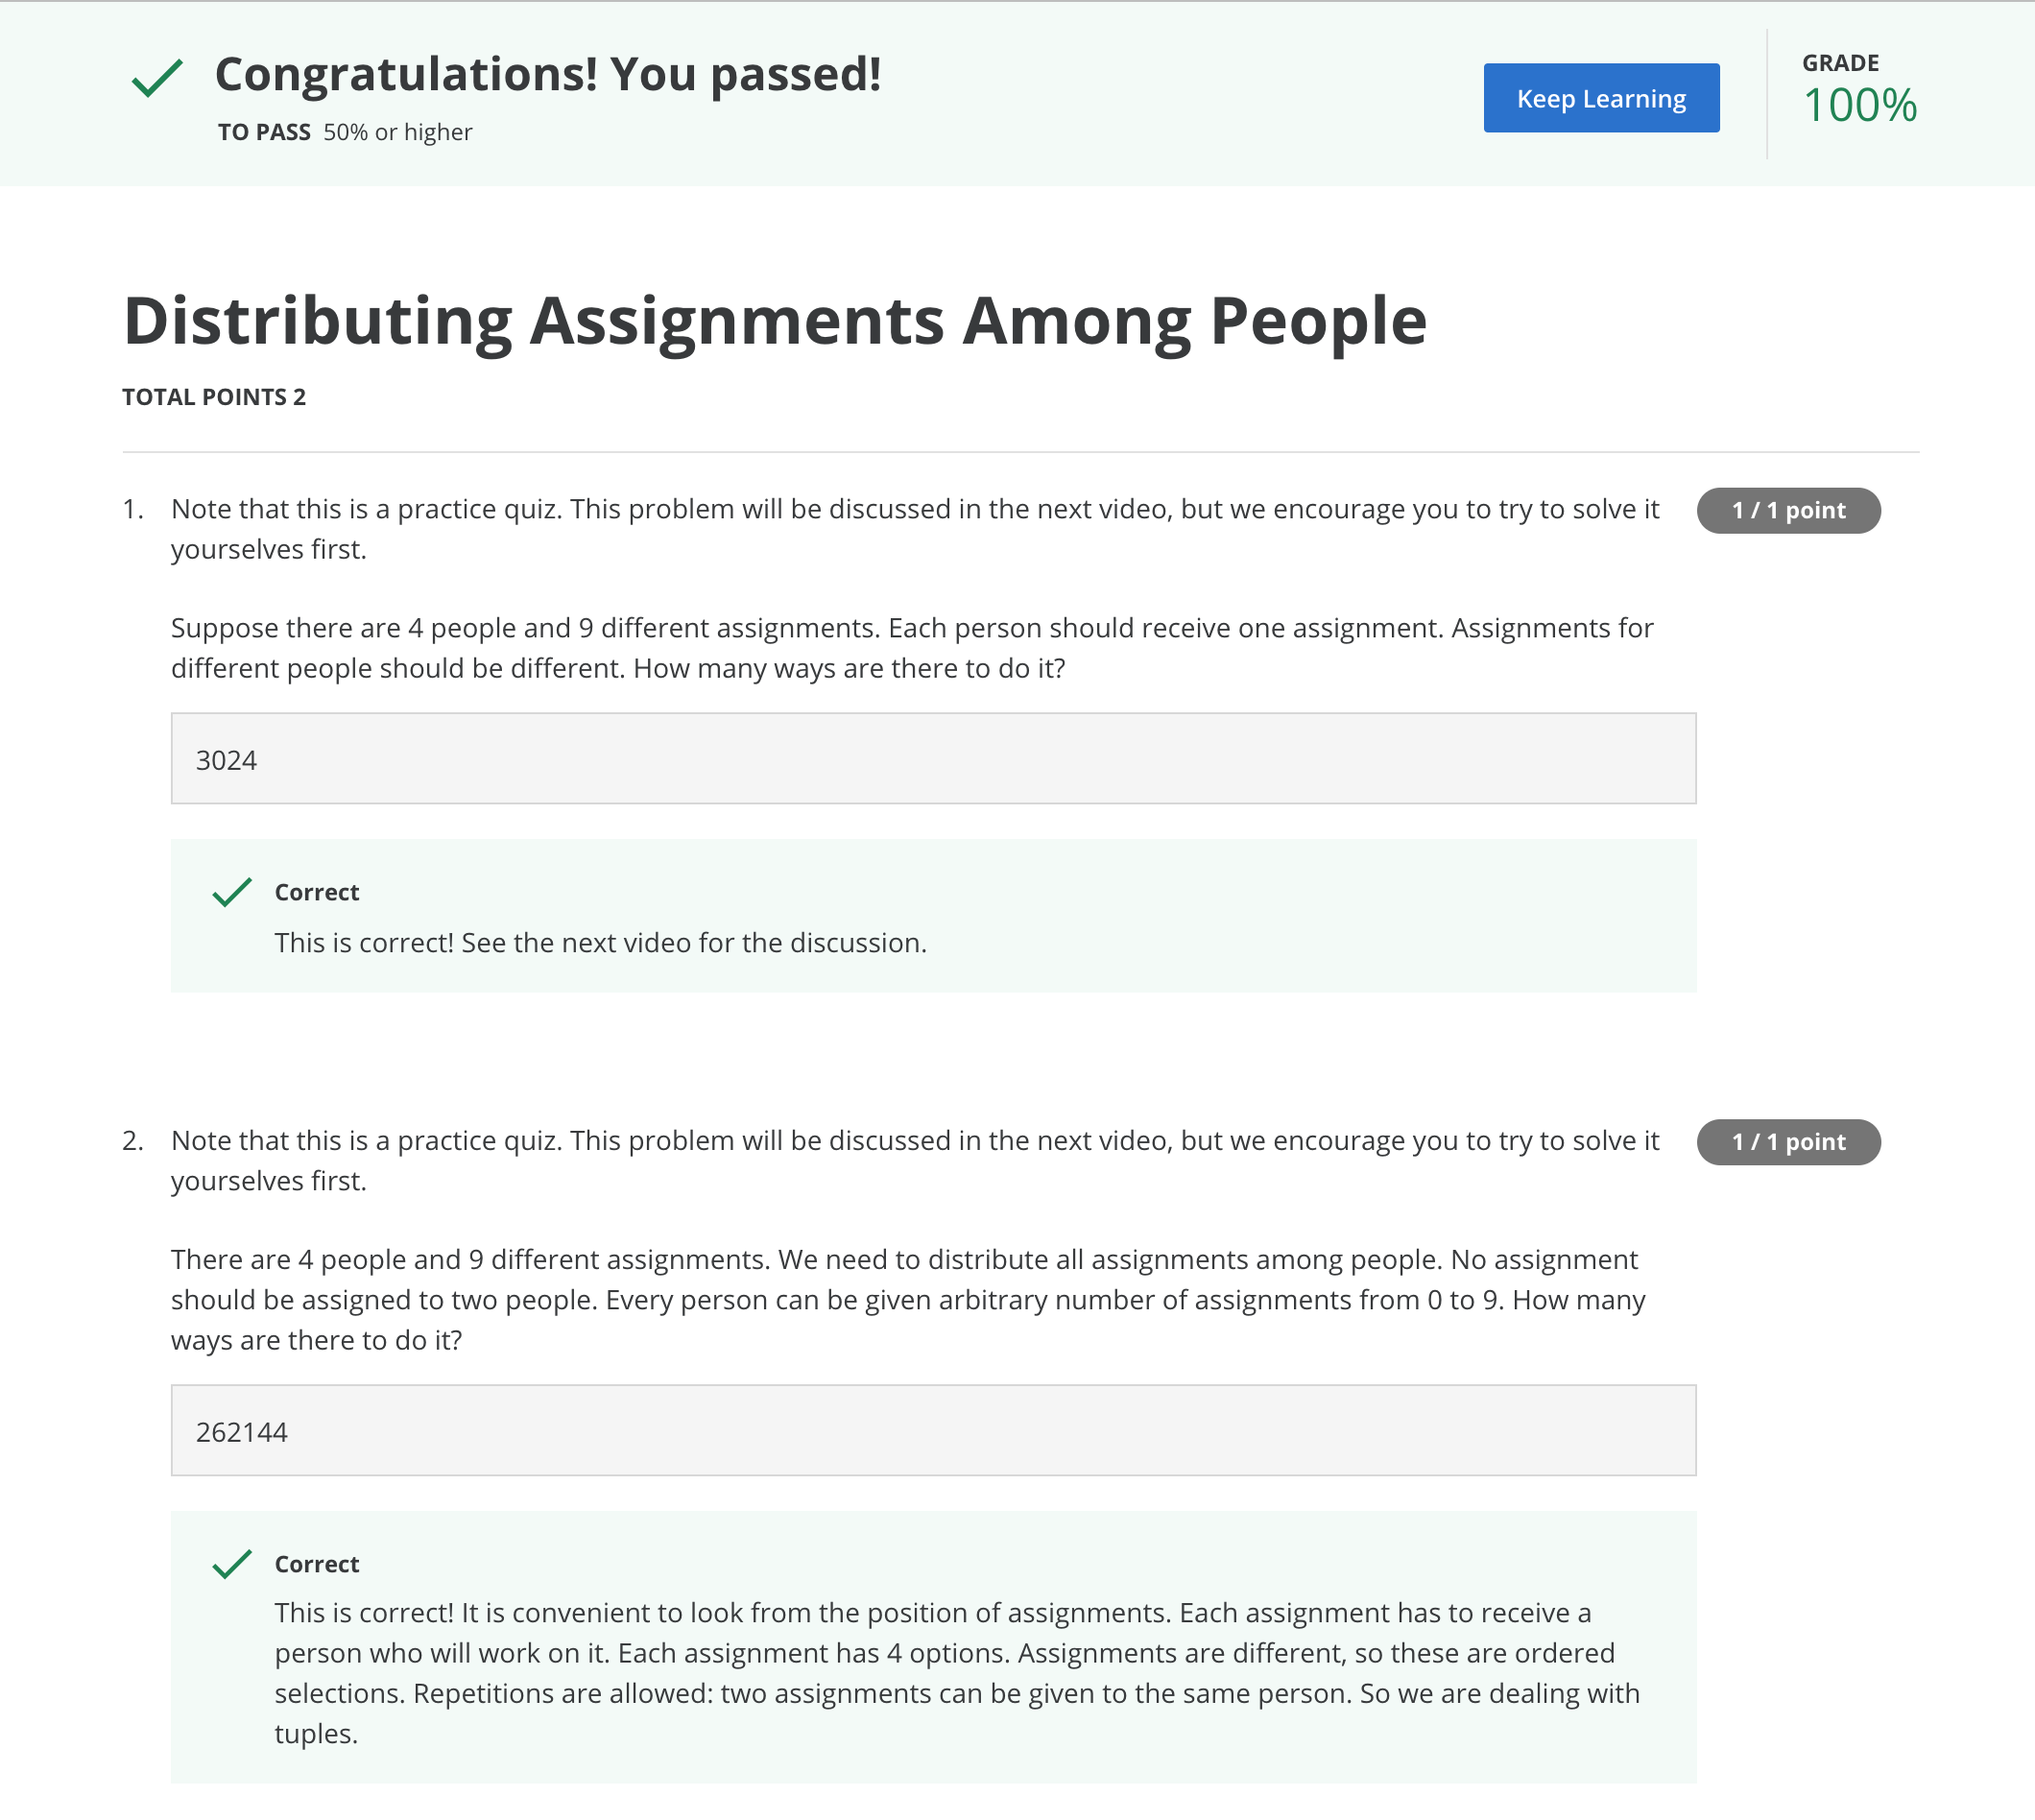 Congratulations! You passed!
TO PASS 50% or higher
Keep Learning
GRADE
100%
Distributing Assignments Among People
TOTAL POINTS 2
1. Note that this is a practice quiz. This problem will be discussed in the next video, but we encourage you to try to solve it
yourselves first.
1 / 1 point
Suppose there are 4 people and 9 different assignments. Each person should receive one assignment. Assignments for
different people should be different. How many ways are there to do it?
3024
Correct
This is correct! See the next video for the discussion.
2. Note that this is a practice quiz. This problem will be discussed in the next video, but we encourage you to try to solve it
yourselves first.
1 / 1 point
There are 4 people and 9 different assignments. We need to distribute all assignments among people. No assignment
should be assigned to two people. Every person can be given arbitrary number of assignments from 0 to 9. How many
ways are there to do it?
262144
Correct
This is correct! It is convenient to look from the position of assignments. Each assignment has to receive a
person who will work on it. Each assignment has 4 options. Assignments are different, so these are ordered
selections. Repetitions are allowed: two assignments can be given to the same person. So we are dealing with
tuples.